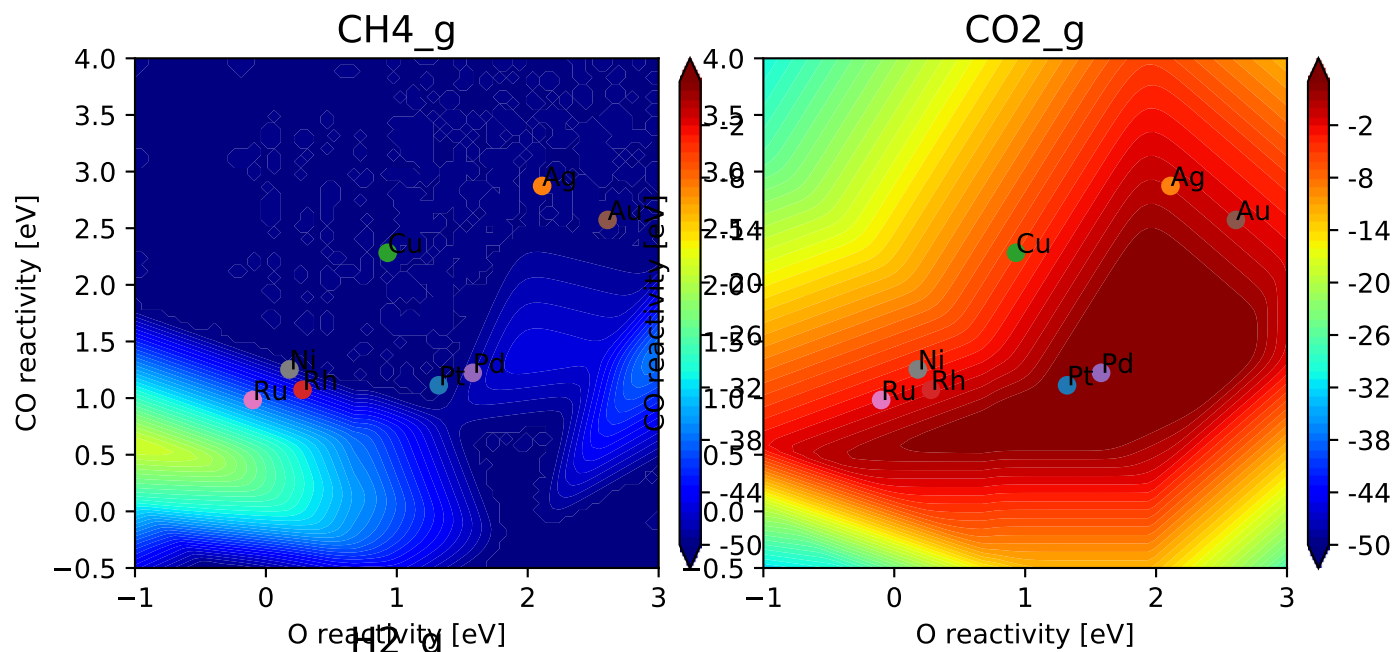 CH4_g
CO2_g
4.0
3.5
3.0
2.5
2.0
1.5
1.0
0.5
0.0
−0.5
CO reactivity [eV]
Ag
Au
Cu
Ni
Rh
Ru
Pt
Pd
−1
0
1
2
3
O reactivity [eV]
-2
-8
-14
-20
-26
-32
-38
-44
-50
4.0
3.5
3.0
2.5
2.0
1.5
1.0
0.5
0.0
−0.5
CO reactivity [eV]
Ag
Au
Cu
Ni
Rh
Ru
Pt
Pd
−1
0
1
2
3
O reactivity [eV]
-2
-8
-14
-20
-26
-32
-38
-44
-50
H2_g